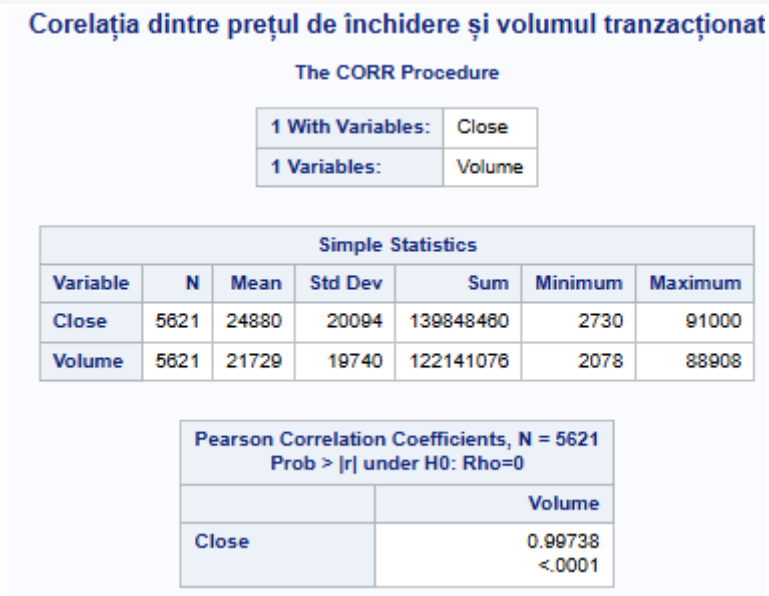 Corelația dintre prețul de închidere și volumul tranzacționat
The CORR Procedure
1 With Variables: Close
1 Variables: Volume
Simple Statistics
Variable N Mean Std Dev Sum Minimum Maximum
Close 5621 24880 20094 139848460 2730 91000
Volume 5621 21729 19740 122141076 2078 88908
Pearson Correlation Coefficients, N = 5621
Prob > |r| under H0: Rho=0
Volume
Close 0.99738
<.0001